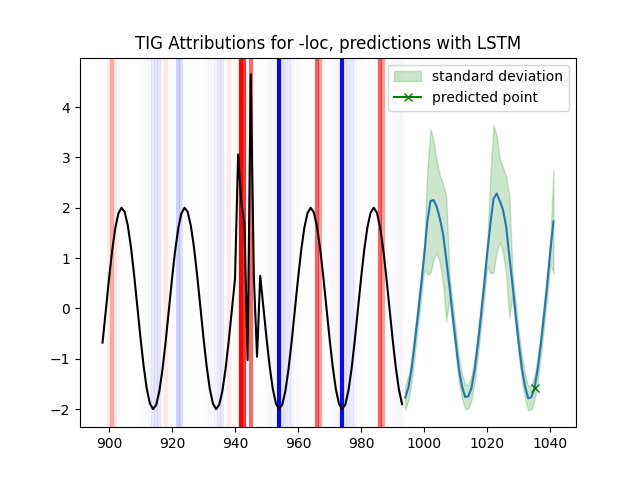 TIG Attributions for -loc, predictions with LSTM
standard deviation
predicted point
4
3
2
1
0
−1
−2
900 920 940 960 980 1000 1020 1040